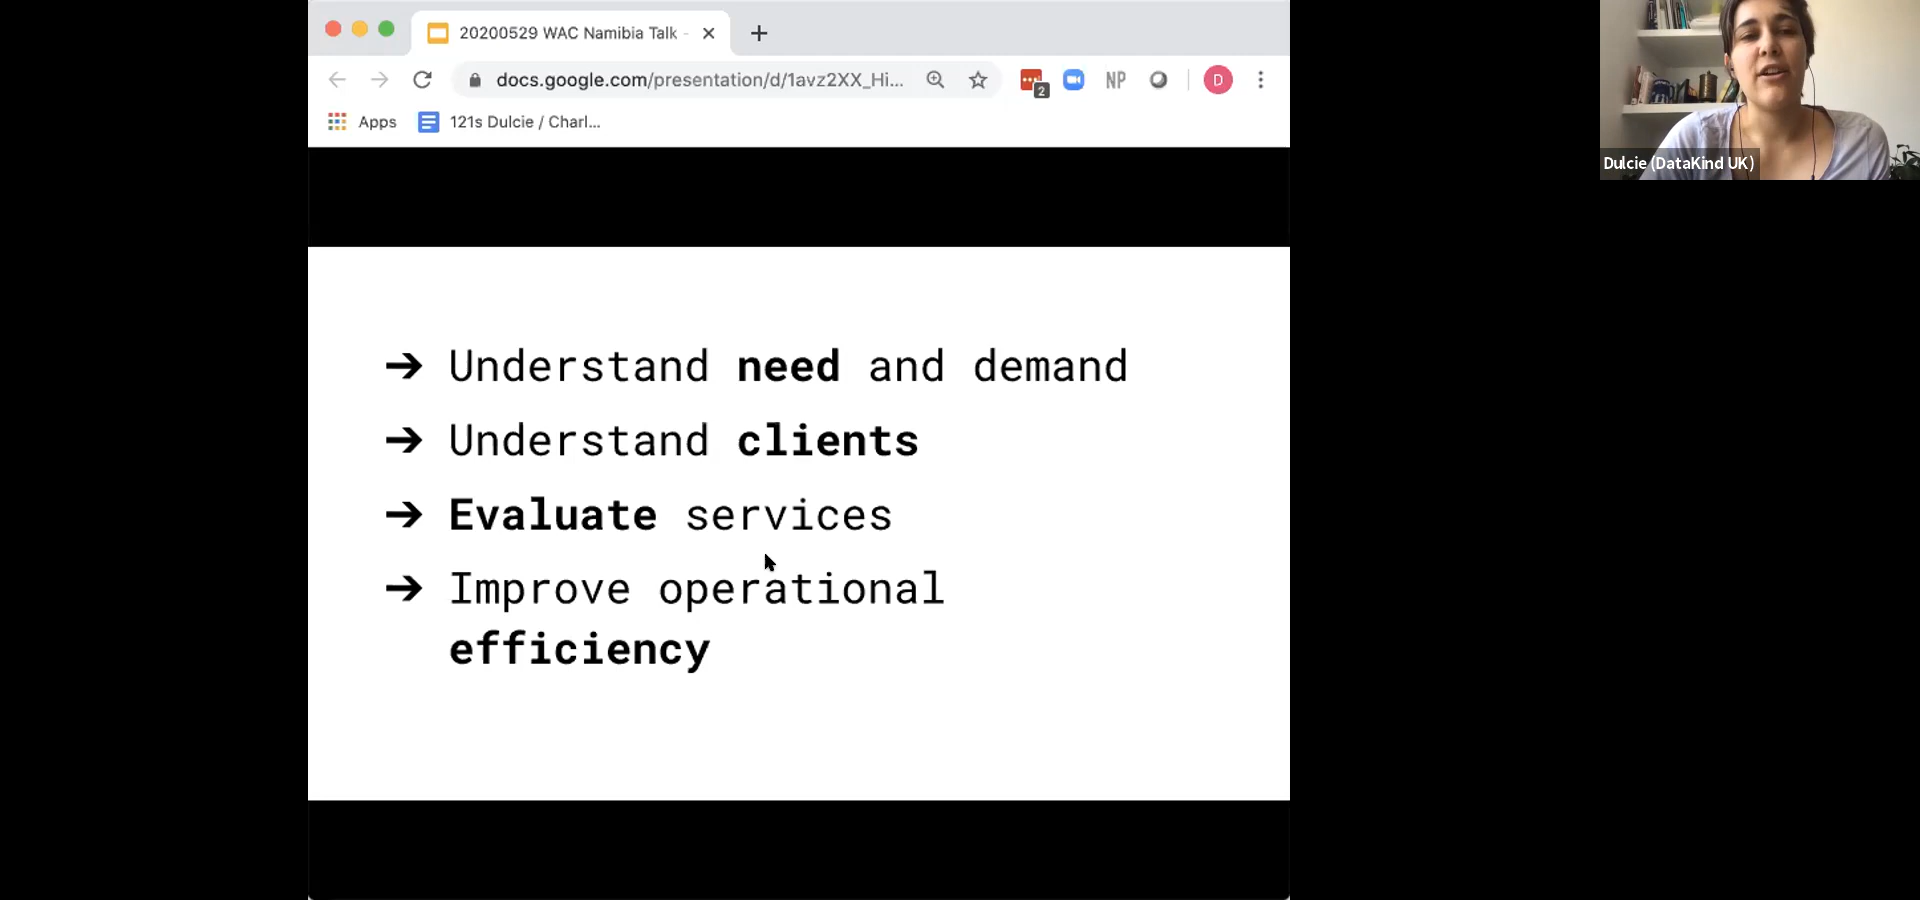 20200529 WAC Namibia Talk -
docs.google.com/presentation/d/1avz2XX_Hi...
2
NP
D
Apps
121s Dulcie / Charl...
Dulcie (DataKind UK)
→ Understand need and demand
→ Understand clients
→ Evaluate services
→ Improve operational
efficiency